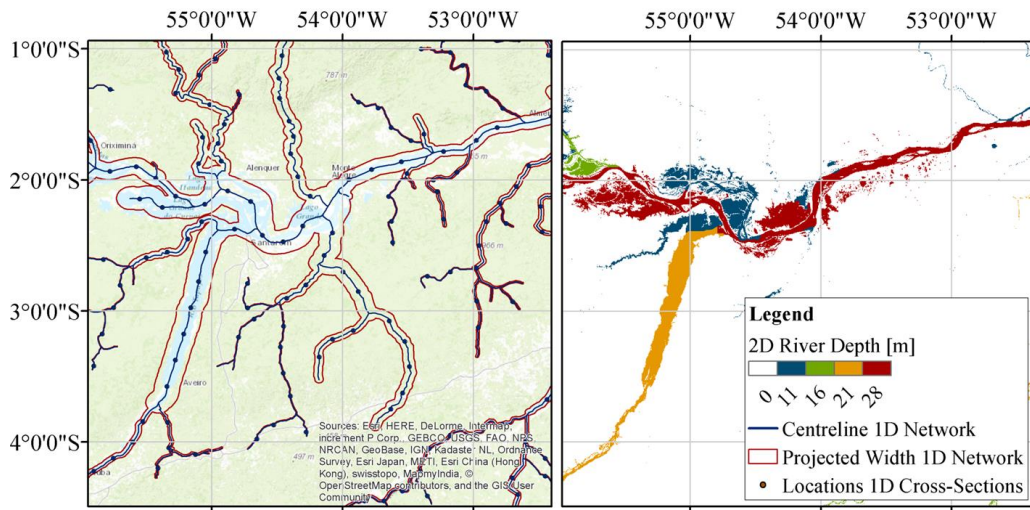 55°0'0"W
54°0'0"W
53°0'0"W
55°0'0"W
54°0'0"W
53°0'0"W
1°0'0"S
2°0'0"S
3°0'0"S
4°0'0"S
787 m
Oriximiná
Alenquer
Monte
Alegre
Santarém
Aveiro
497 m
Sources: Esri, HERE, DeLorme, Intermap,
increment P Corp., GEBCO, USGS, FAO, NPS,
NRCAN, GeoBase, IGN, Kadaster NL, Ordnance
Survey, Esri Japan, METI, Esri China (Hong
Kong), swisstopo, MapmyIndia, ©
OpenStreetMap contributors, and the GIS User
Community
Legend
2D River Depth [m]
0 11 16 21 28
Centreline 1D Network
Projected Width 1D Network
Locations 1D Cross-Sections